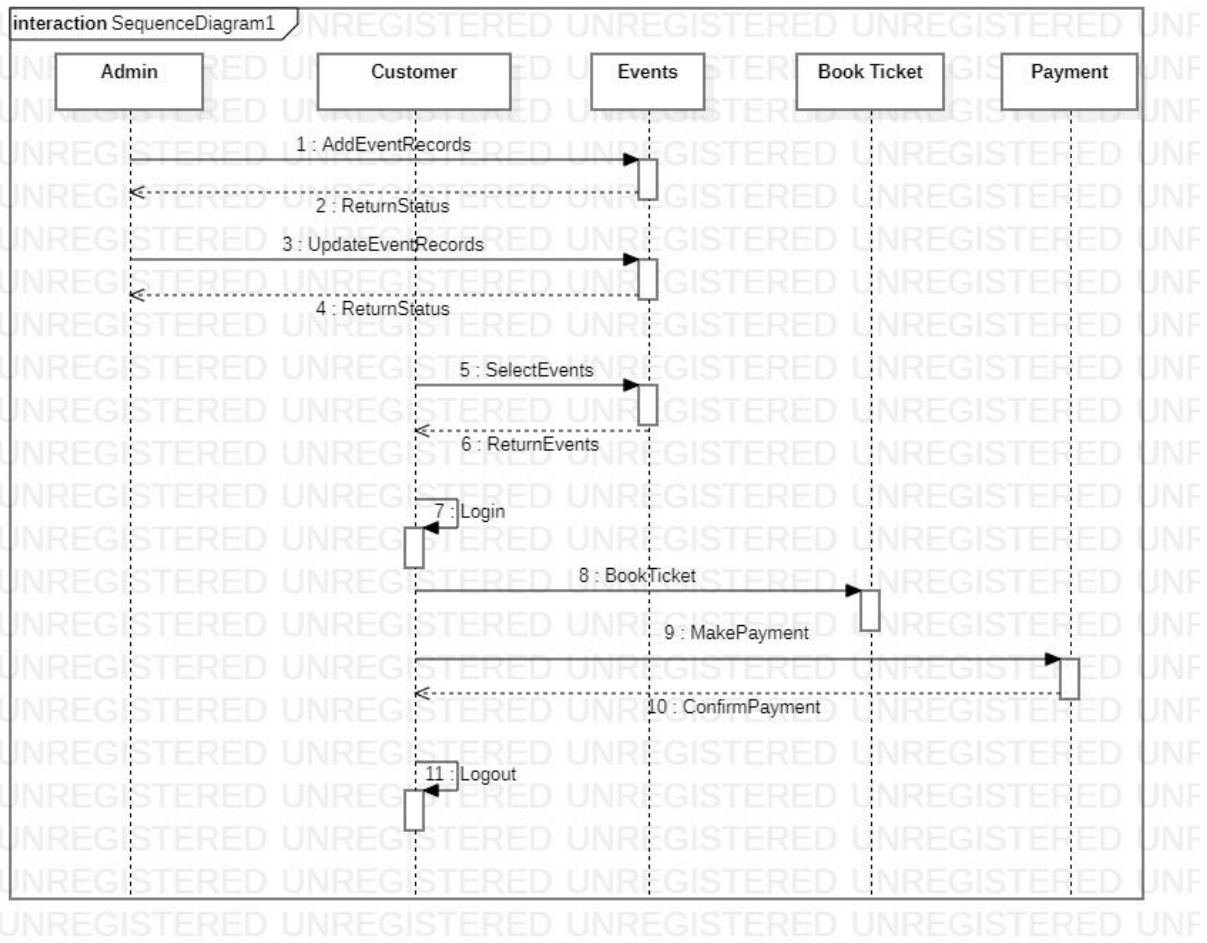 interaction SequenceDiagram1
Admin Customer Events Book Ticket Payment
1 : AddEventRecords
2 : ReturnStatus
3 : UpdateEventRecords
4 : ReturnStatus
5 : SelectEvents
6 : ReturnEvents
7 : Login
8 : BookTicket
9 : MakePayment
10 : ConfirmPayment
11 : Logout
UNREGISTERED